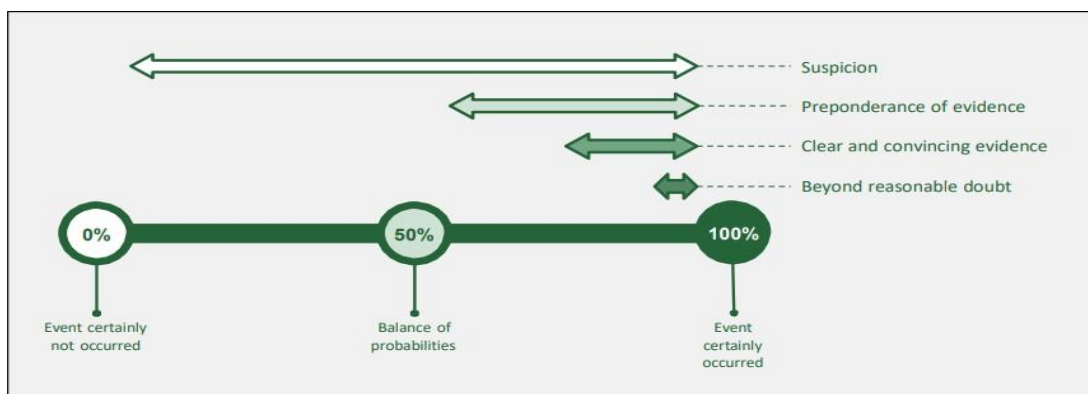 Suspicion
Preponderance of evidence
Clear and convincing evidence
Beyond reasonable doubt
0%
50%
100%
Event certainly
not occurred
Balance of
probabilities
Event
certainly
occurred